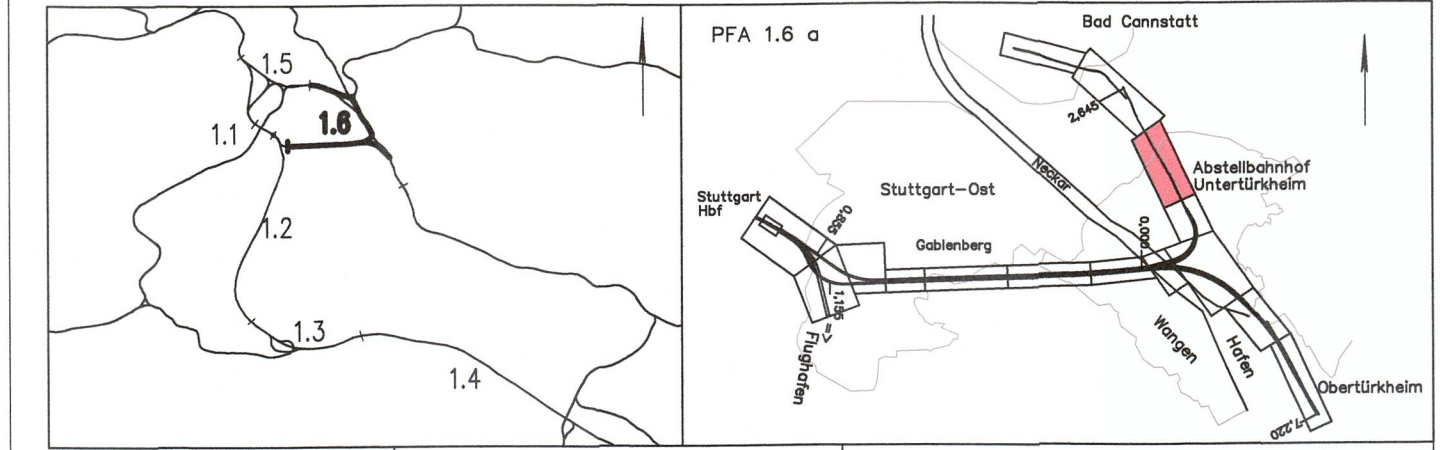 1.5
1.1
1.6
1.2
1.3
1.4
PFA 1.6 a
Bad Cannstatt
2,645
Abstellbahnhof
Untertürkheim
Neckar
Stuttgart-Ost
Stuttgart
Hbf
0,855
Gablenberg
0,000
1,195 =>
Flughafen
Wangen
Hafen
Obertürkheim
-7,220